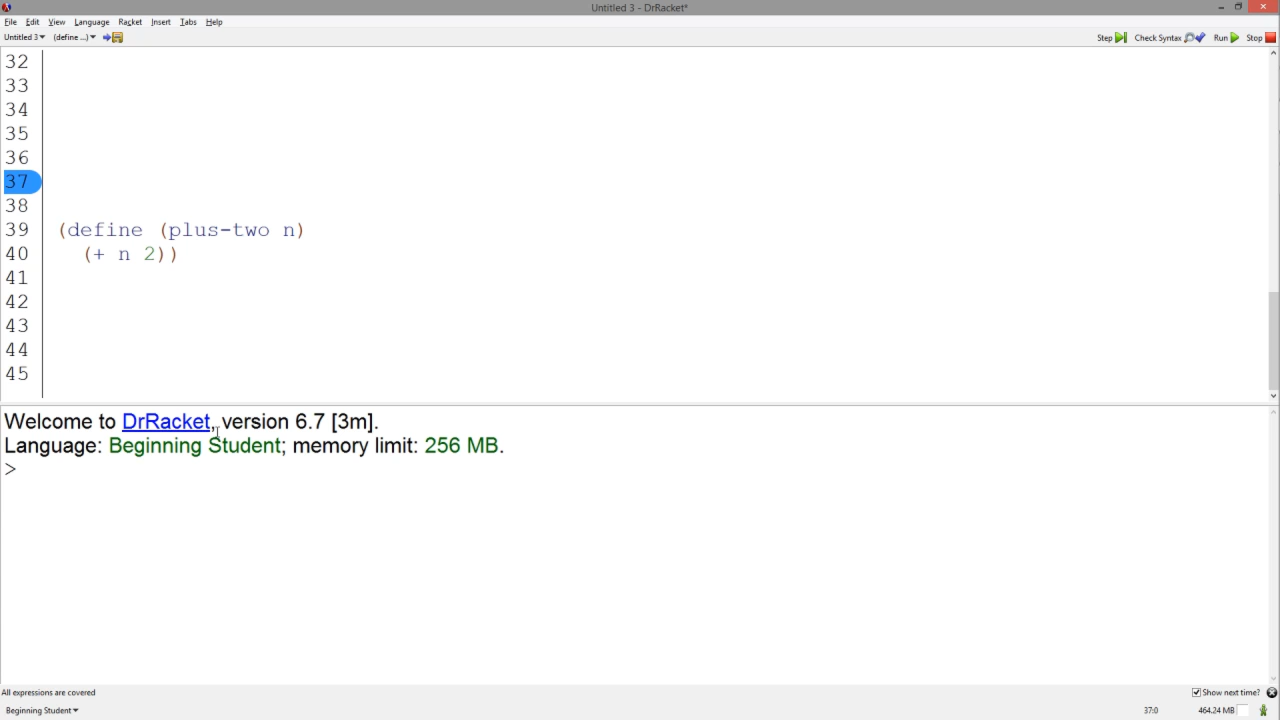 Untitled 3 - DrRacket*
File Edit View Language Racket Insert Tabs Help
Untitled 3 (define ...) Step Check Syntax Run Stop
32
33
34
35
36
37
38
39 (define (plus-two n)
40 (+ n 2))
41
42
43
44
45
Welcome to DrRacket, version 6.7 [3m].
Language: Beginning Student; memory limit: 256 MB.
>
All expressions are covered Show next time?
Beginning Student 37:0 464.24 MB